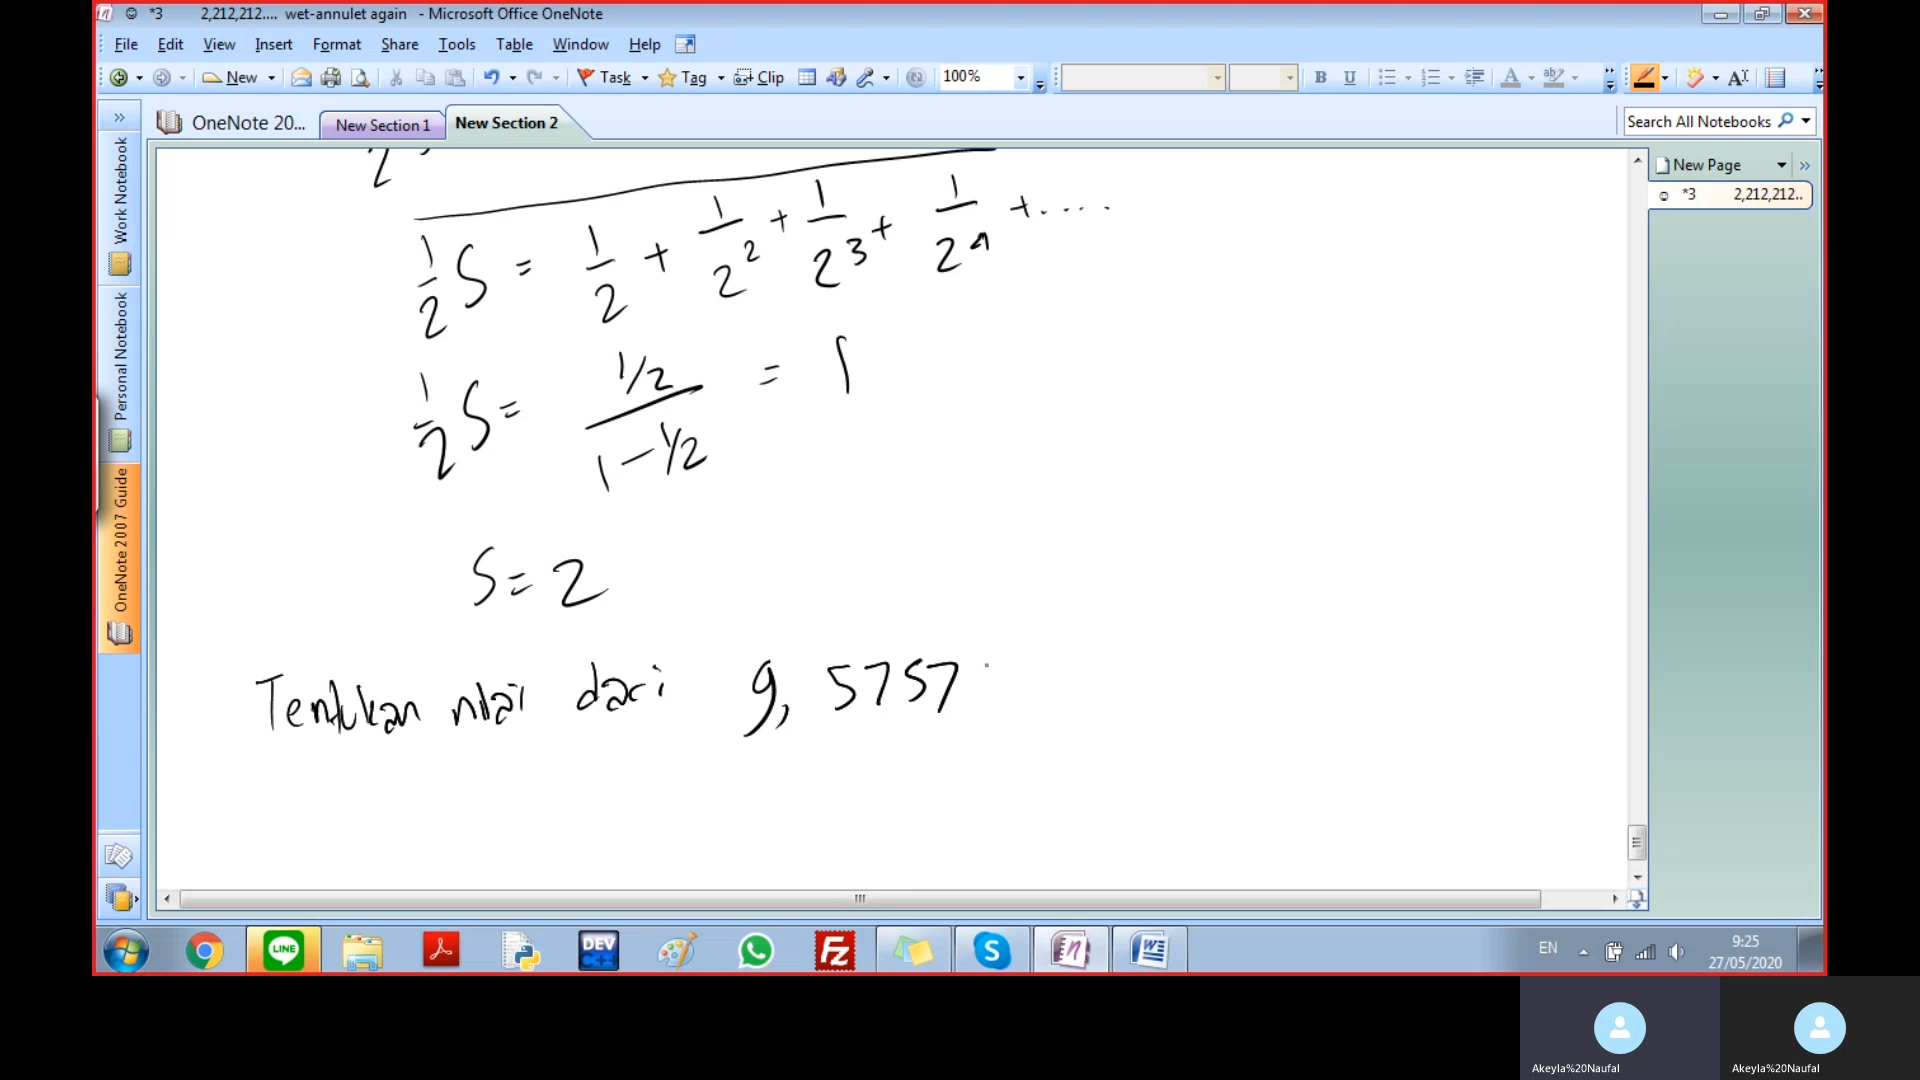 *3 2,212,212.... wet-annulet again - Microsoft Office OneNote
File Edit View Insert Format Share Tools Table Window Help
New Task Tag Clip 100% B U
OneNote 20... New Section 1 New Section 2 Search All Notebooks
New Page
*3 2,212,212..
Work Notebook
Personal Notebook
OneNote 2007 Guide
2
1/2 S = 1/2 + 1/2² + 1/2³ + 1/2⁴ + .....
1/2 S = (1/2)/(1 - 1/2) = 1
S = 2
Tentukan nilai dari 9, 5757
LINE DEV C++ S W EN
9:25
27/05/2020
Akeyla%20Naufal Akeyla%20Naufal